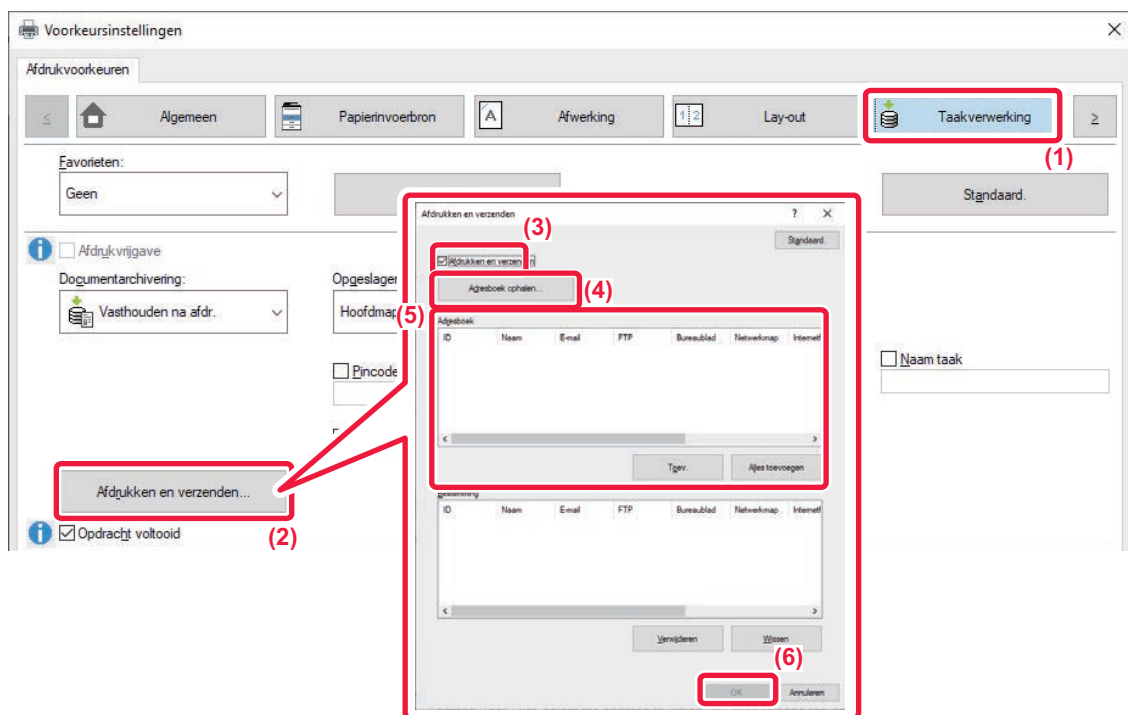 Voorkeursinstellingen
Afdrukvoorkeuren
<
Algemeen
Papierinvoerbron
A
Afwerking
1 2
Lay-out
Taakverwerking
>
(1)
Favorieten:
Geen
Standaard.
Afdrukvrijgave
Documentarchivering:
Vasthouden na afdr.
Pincode
Naam taak
Afdrukken en verzenden...
(2)
Opdracht voltooid
Afdrukken en verzenden
?
(3)
Standaard.
Afdrukken en verzenden
Adresboek ophalen...
(4)
(5)
Adresboek
ID Naam E-mail FTP Bureaublad Netwerkmap
Toev. Alles toevoegen
Bestemming
ID Naam E-mail FTP Bureaublad Netwerkmap
Verwijderen Wissen
(6)
OK Annuleren